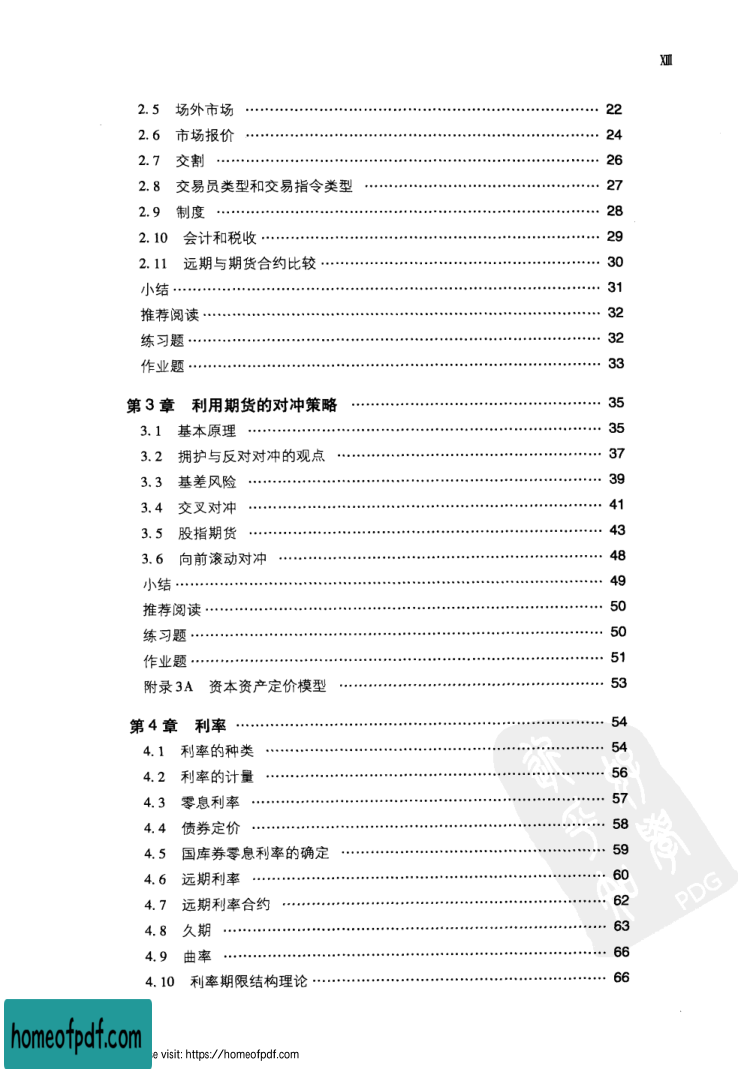 XIII
2.5 场外市场 …… 22
2.6 市场报价 …… 24
2.7 交割 …… 26
2.8 交易员类型和交易指令类型 …… 27
2.9 制度 …… 28
2.10 会计和税收 …… 29
2.11 远期与期货合约比较 …… 30
小结 …… 31
推荐阅读 …… 32
练习题 …… 32
作业题 …… 33
第3章 利用期货的对冲策略 …… 35
3.1 基本原理 …… 35
3.2 拥护与反对对冲的观点 …… 37
3.3 基差风险 …… 39
3.4 交叉对冲 …… 41
3.5 股指期货 …… 43
3.6 向前滚动对冲 …… 48
小结 …… 49
推荐阅读 …… 50
练习题 …… 50
作业题 …… 51
附录3A 资本资产定价模型 …… 53
第4章 利率 …… 54
4.1 利率的种类 …… 54
4.2 利率的计量 …… 56
4.3 零息利率 …… 57
4.4 债券定价 …… 58
4.5 国库券零息利率的确定 …… 59
4.6 远期利率 …… 60
4.7 远期利率合约 …… 62
4.8 久期 …… 63
4.9 曲率 …… 66
4.10 利率期限结构理论 …… 66
PDG
homeofpdf.com
e visit: https://homeofpdf.com